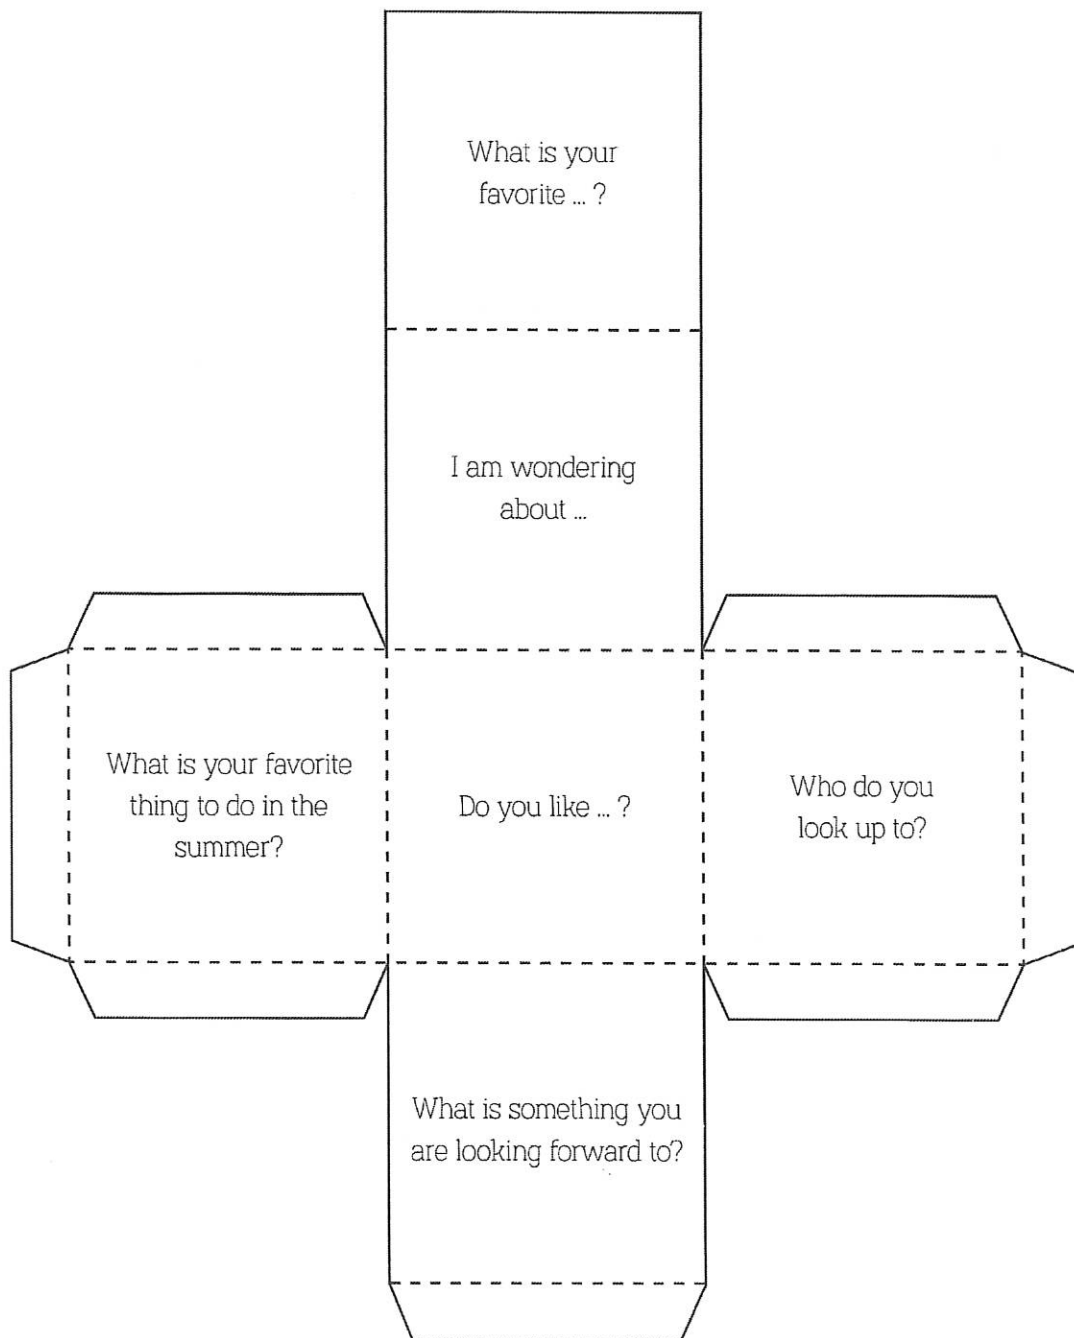 What is your
favorite ... ?
I am wondering
about ...
What is your favorite
thing to do in the
summer?
Do you like ... ?
Who do you
look up to?
What is something you
are looking forward to?